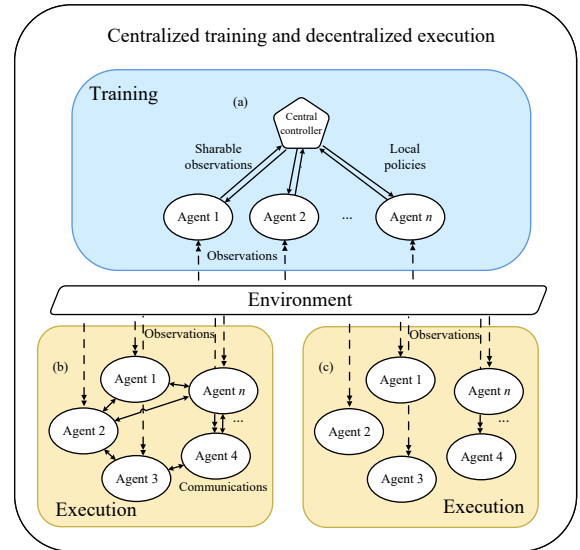 Centralized training and decentralized execution
Training
(a)
Central
controller
Sharable
observations
Local
policies
Agent 1
Agent 2
...
Agent n
Observations
Environment
Observations
(b)
Agent 1
Agent n
Agent 2
...
Agent 4
Agent 3
Communications
Execution
Observations
(c)
Agent 1
Agent n
Agent 2
...
Agent 4
Agent 3
Execution